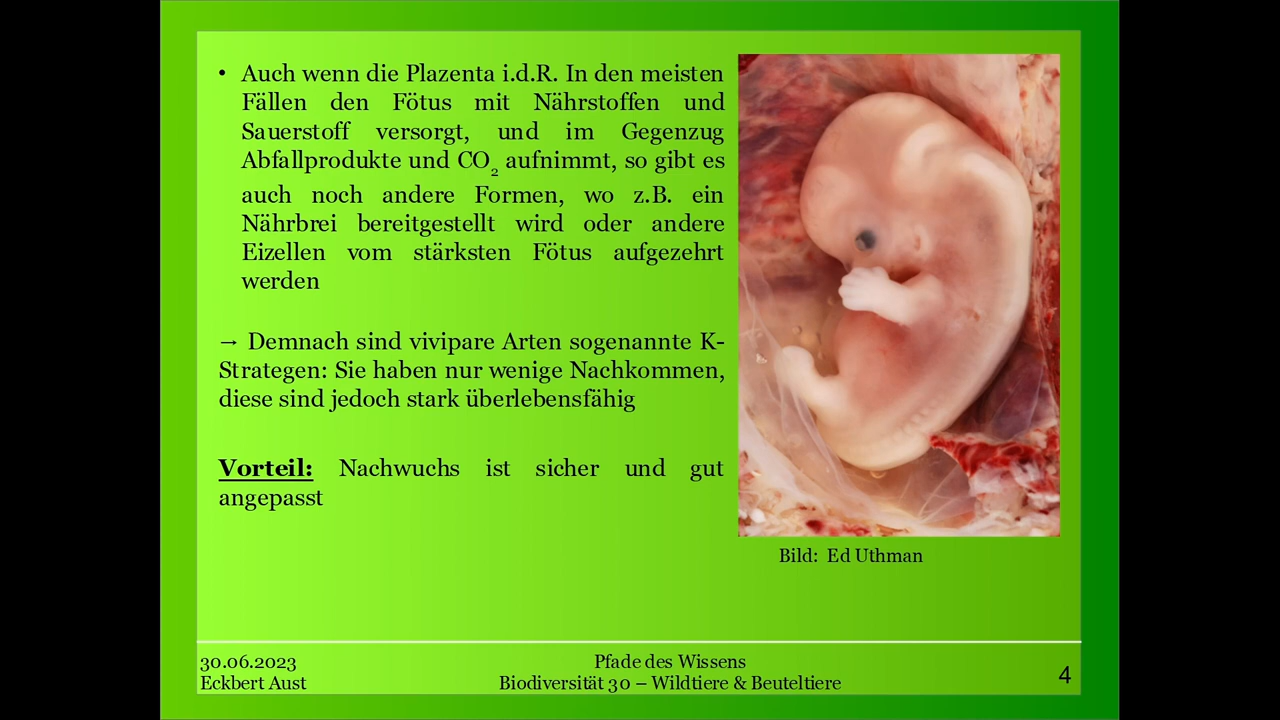 • Auch wenn die Plazenta i.d.R. In den meisten
Fällen den Fötus mit Nährstoffen und
Sauerstoff versorgt, und im Gegenzug
Abfallprodukte und CO₂ aufnimmt, so gibt es
auch noch andere Formen, wo z.B. ein
Nährbrei bereitgestellt wird oder andere
Eizellen vom stärksten Fötus aufgezehrt
werden
→ Demnach sind vivipare Arten sogenannte K-
Strategen: Sie haben nur wenige Nachkommen,
diese sind jedoch stark überlebensfähig
Vorteil: Nachwuchs ist sicher und gut
angepasst
Bild: Ed Uthman
30.06.2023
Eckbert Aust
Pfade des Wissens
Biodiversität 30 – Wildtiere & Beuteltiere
4